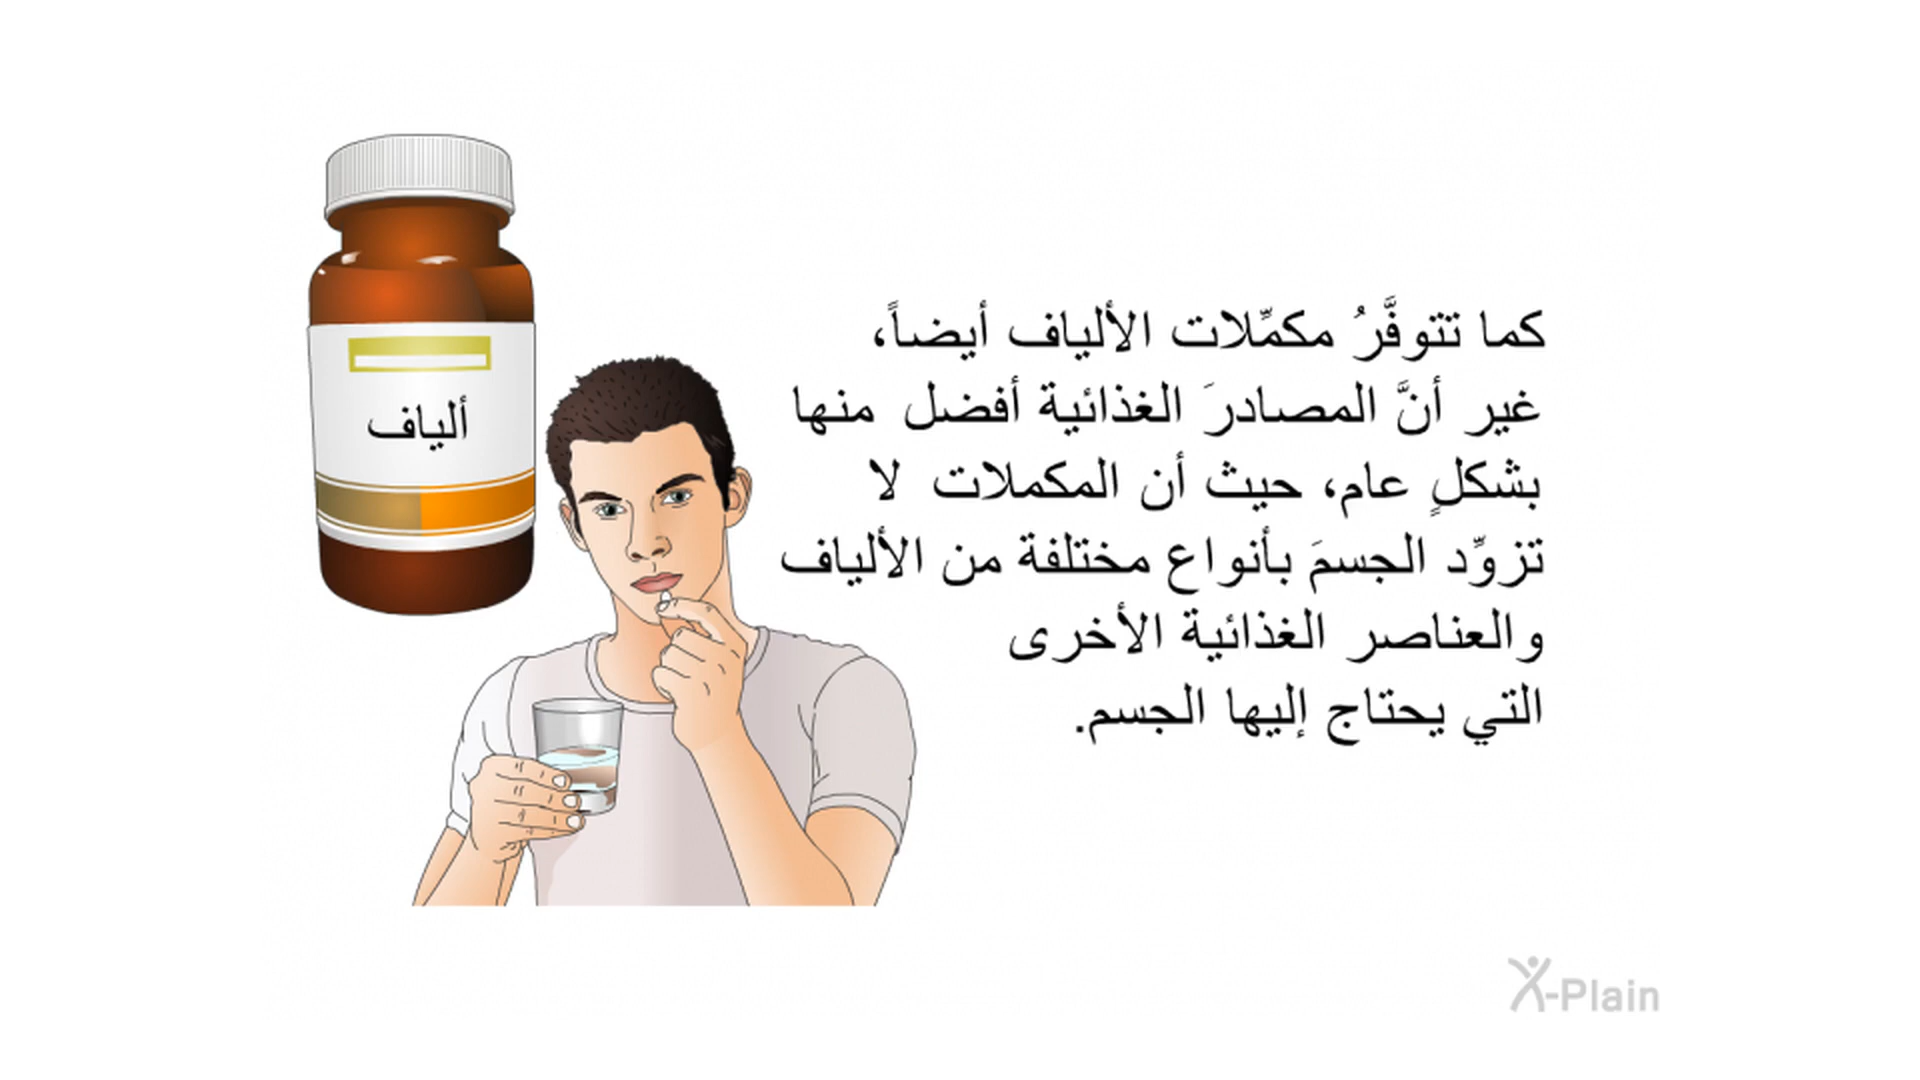 كما تتوفَّرُ مكمِّلات الألياف أيضاً،
غير أنَّ المصادرَ الغذائية أفضل منها
بشكلٍ عام، حيث أن المكملات لا
تزوِّد الجسمَ بأنواع مختلفة من الألياف
والعناصر الغذائية الأخرى
التي يحتاج إليها الجسم.
ألياف
X-Plain